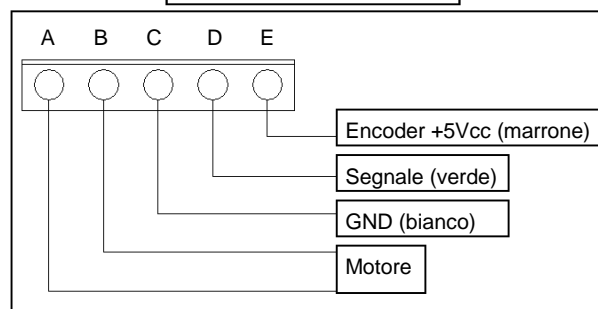 A B C D E
Encoder +5Vcc (marrone)
Segnale (verde)
GND (bianco)
Motore